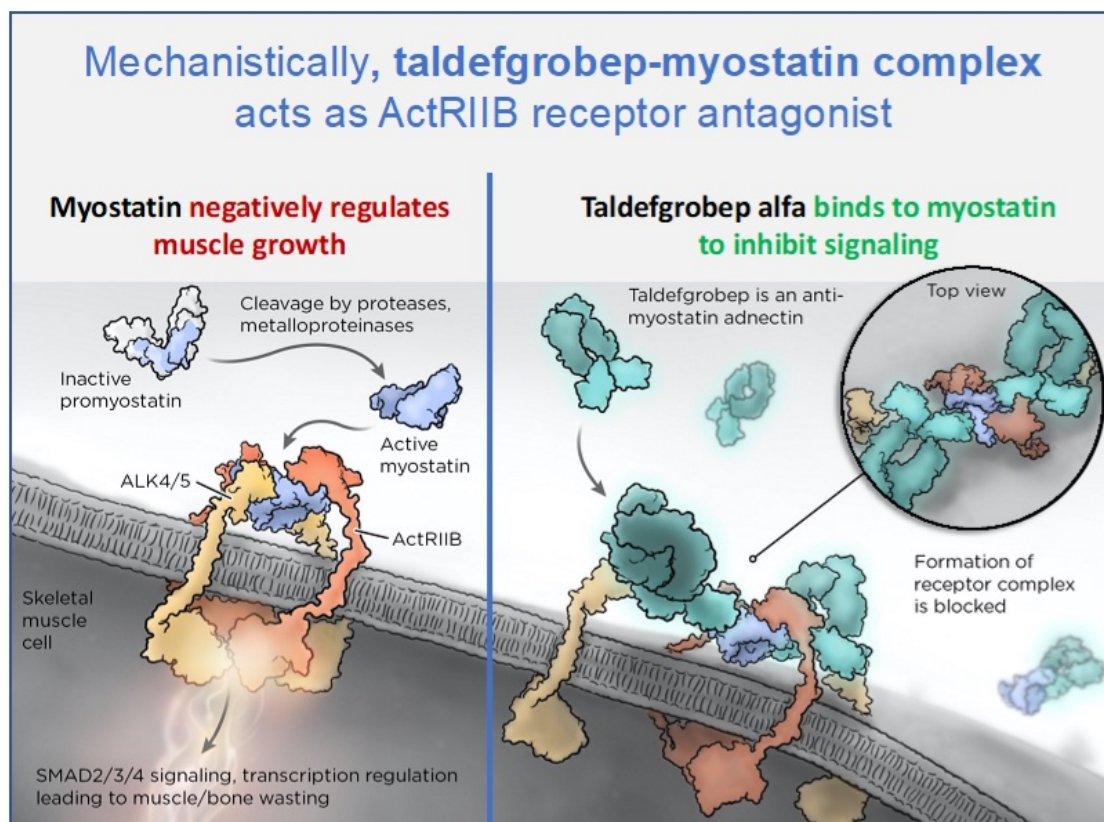 Mechanistically, taldefgrobep-myostatin complex
acts as ActRIIB receptor antagonist
Myostatin negatively regulates
muscle growth
Cleavage by proteases,
metalloproteinases
Inactive
promyostatin
Active
myostatin
ALK4/5
ActRIIB
Skeletal
muscle
cell
SMAD2/3/4 signaling, transcription regulation
leading to muscle/bone wasting
Taldefgrobep alfa binds to myostatin
to inhibit signaling
Taldefgrobep is an anti-
myostatin adnectin
Top view
Formation of
receptor complex
is blocked